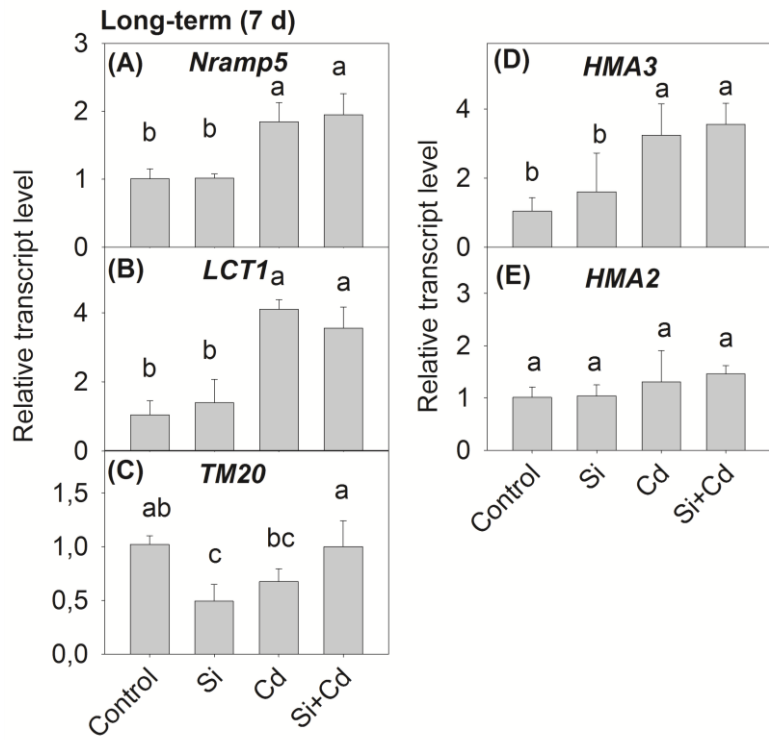 Long-term (7 d)
Relative transcript level
(A) Nramp5
3
2
1
0
b
b
a
a
(B) LCT1
4
2
0
b
b
a
a
(C) TM20
1,5
1,0
0,5
0,0
ab
c
bc
a
Control
Si
Cd
Si+Cd
Relative transcript level
(D) HMA3
4
2
0
b
b
a
a
(E) HMA2
3
2
1
0
a
a
a
a
Control
Si
Cd
Si+Cd